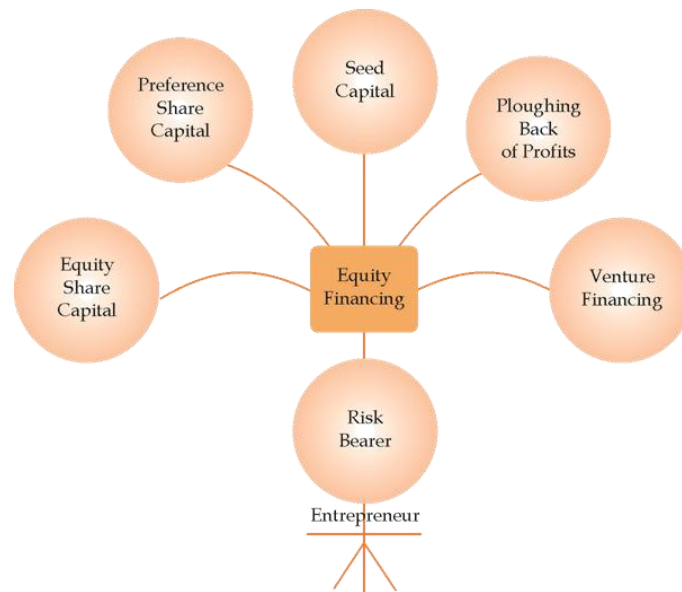 Preference
Share
Capital
Seed
Capital
Ploughing
Back
of Profits
Equity
Share
Capital
Equity
Financing
Venture
Financing
Risk
Bearer
Entrepreneur